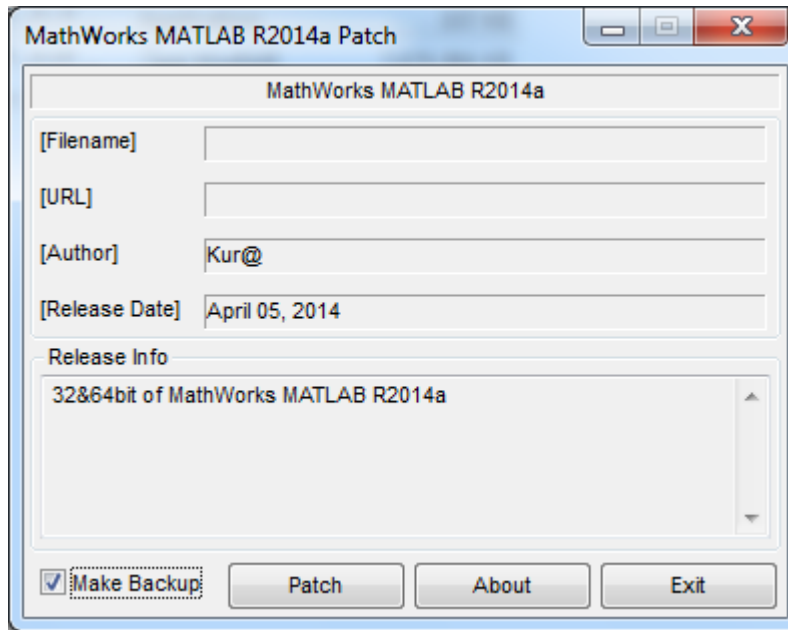 MathWorks MATLAB R2014a Patch
MathWorks MATLAB R2014a
[Filename]
[URL]
[Author] Kur@
[Release Date] April 05, 2014
Release Info
32&64bit of MathWorks MATLAB R2014a
Make Backup Patch About Exit